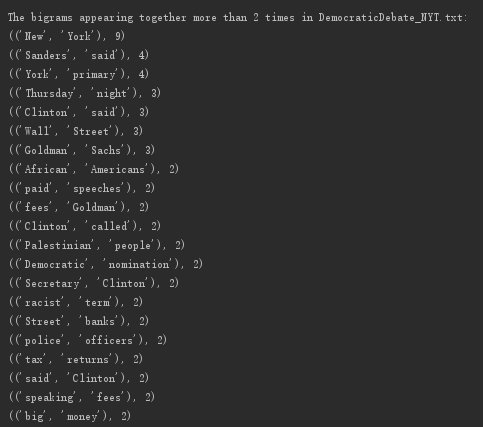 The bigrams appearing together more than 2 times in DemocraticDebate_NYT.txt:
(('New', 'York'), 9)
(('Sanders', 'said'), 4)
(('York', 'primary'), 4)
(('Thursday', 'night'), 3)
(('Clinton', 'said'), 3)
(('Wall', 'Street'), 3)
(('Goldman', 'Sachs'), 3)
(('African', 'Americans'), 2)
(('paid', 'speeches'), 2)
(('fees', 'Goldman'), 2)
(('Clinton', 'called'), 2)
(('Palestinian', 'people'), 2)
(('Democratic', 'nomination'), 2)
(('Secretary', 'Clinton'), 2)
(('racist', 'term'), 2)
(('Street', 'banks'), 2)
(('police', 'officers'), 2)
(('tax', 'returns'), 2)
(('said', 'Clinton'), 2)
(('speaking', 'fees'), 2)
(('big', 'money'), 2)